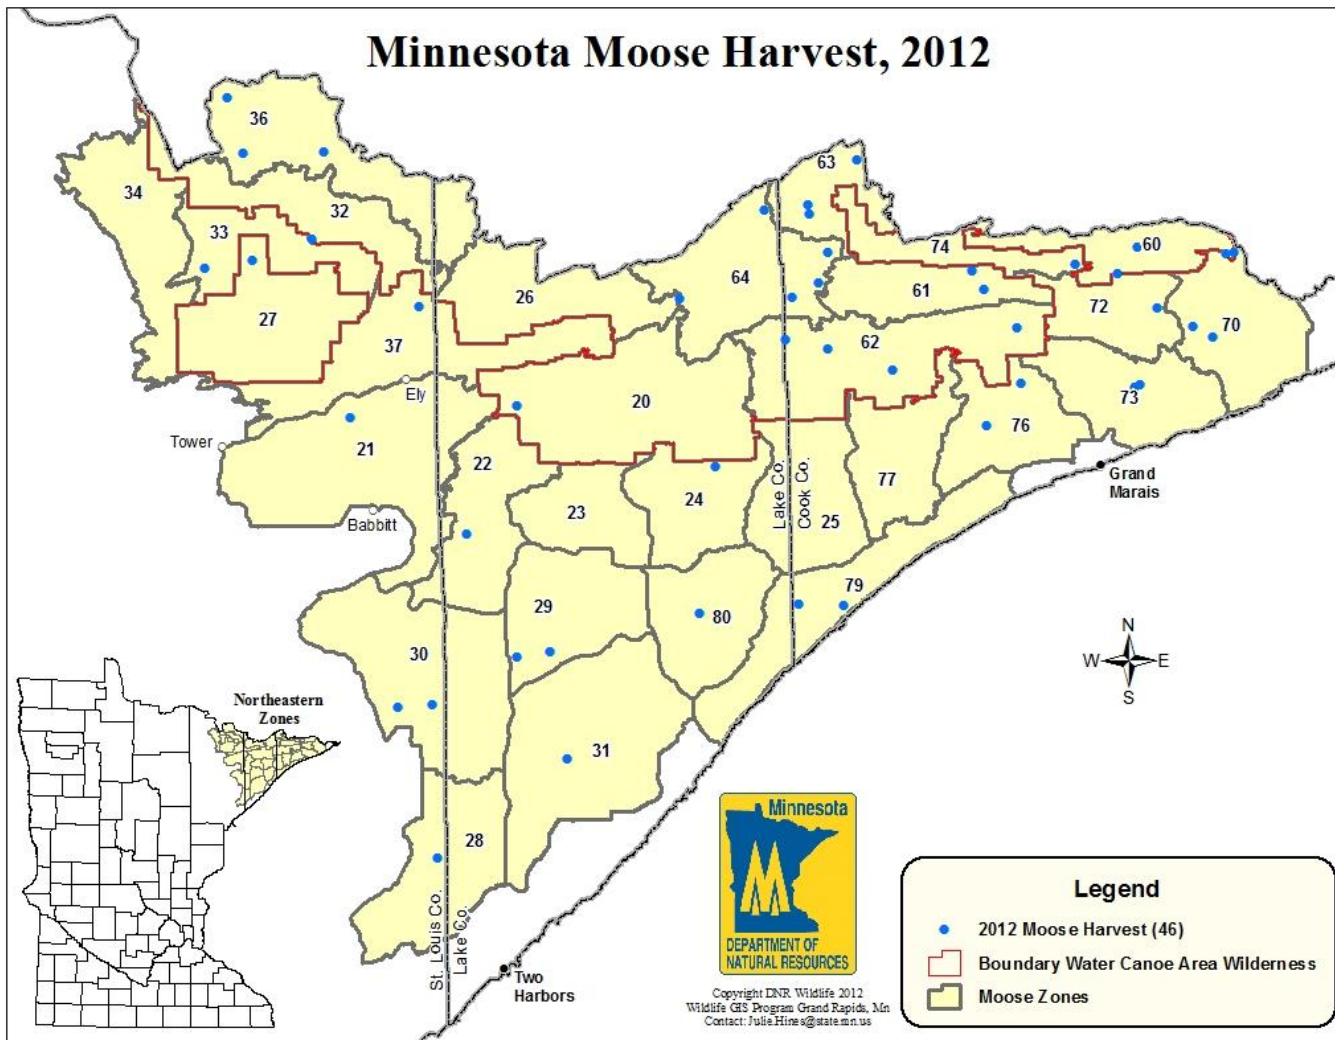 Minnesota Moose Harvest, 2012
36
63
34
32
33
74
60
64
26
61
72
27
70
37
62
Ely
20
73
Tower
21
76
22
Grand
Marais
24
Lake Co.
Cook Co.
77
23
25
Babbitt
79
29
80
N
W
E
S
30
Northeastern
Zones
31
28
Minnesota
DEPARTMENT OF
NATURAL RESOURCES
St. Louis Co.
Lake Co.
Two
Harbors
Copyright DNR Wildlife 2012
Wildlife GIS Program Grand Rapids, Mn
Contact: Julie.Hines@state.mn.us
Legend
2012 Moose Harvest (46)
Boundary Water Canoe Area Wilderness
Moose Zones